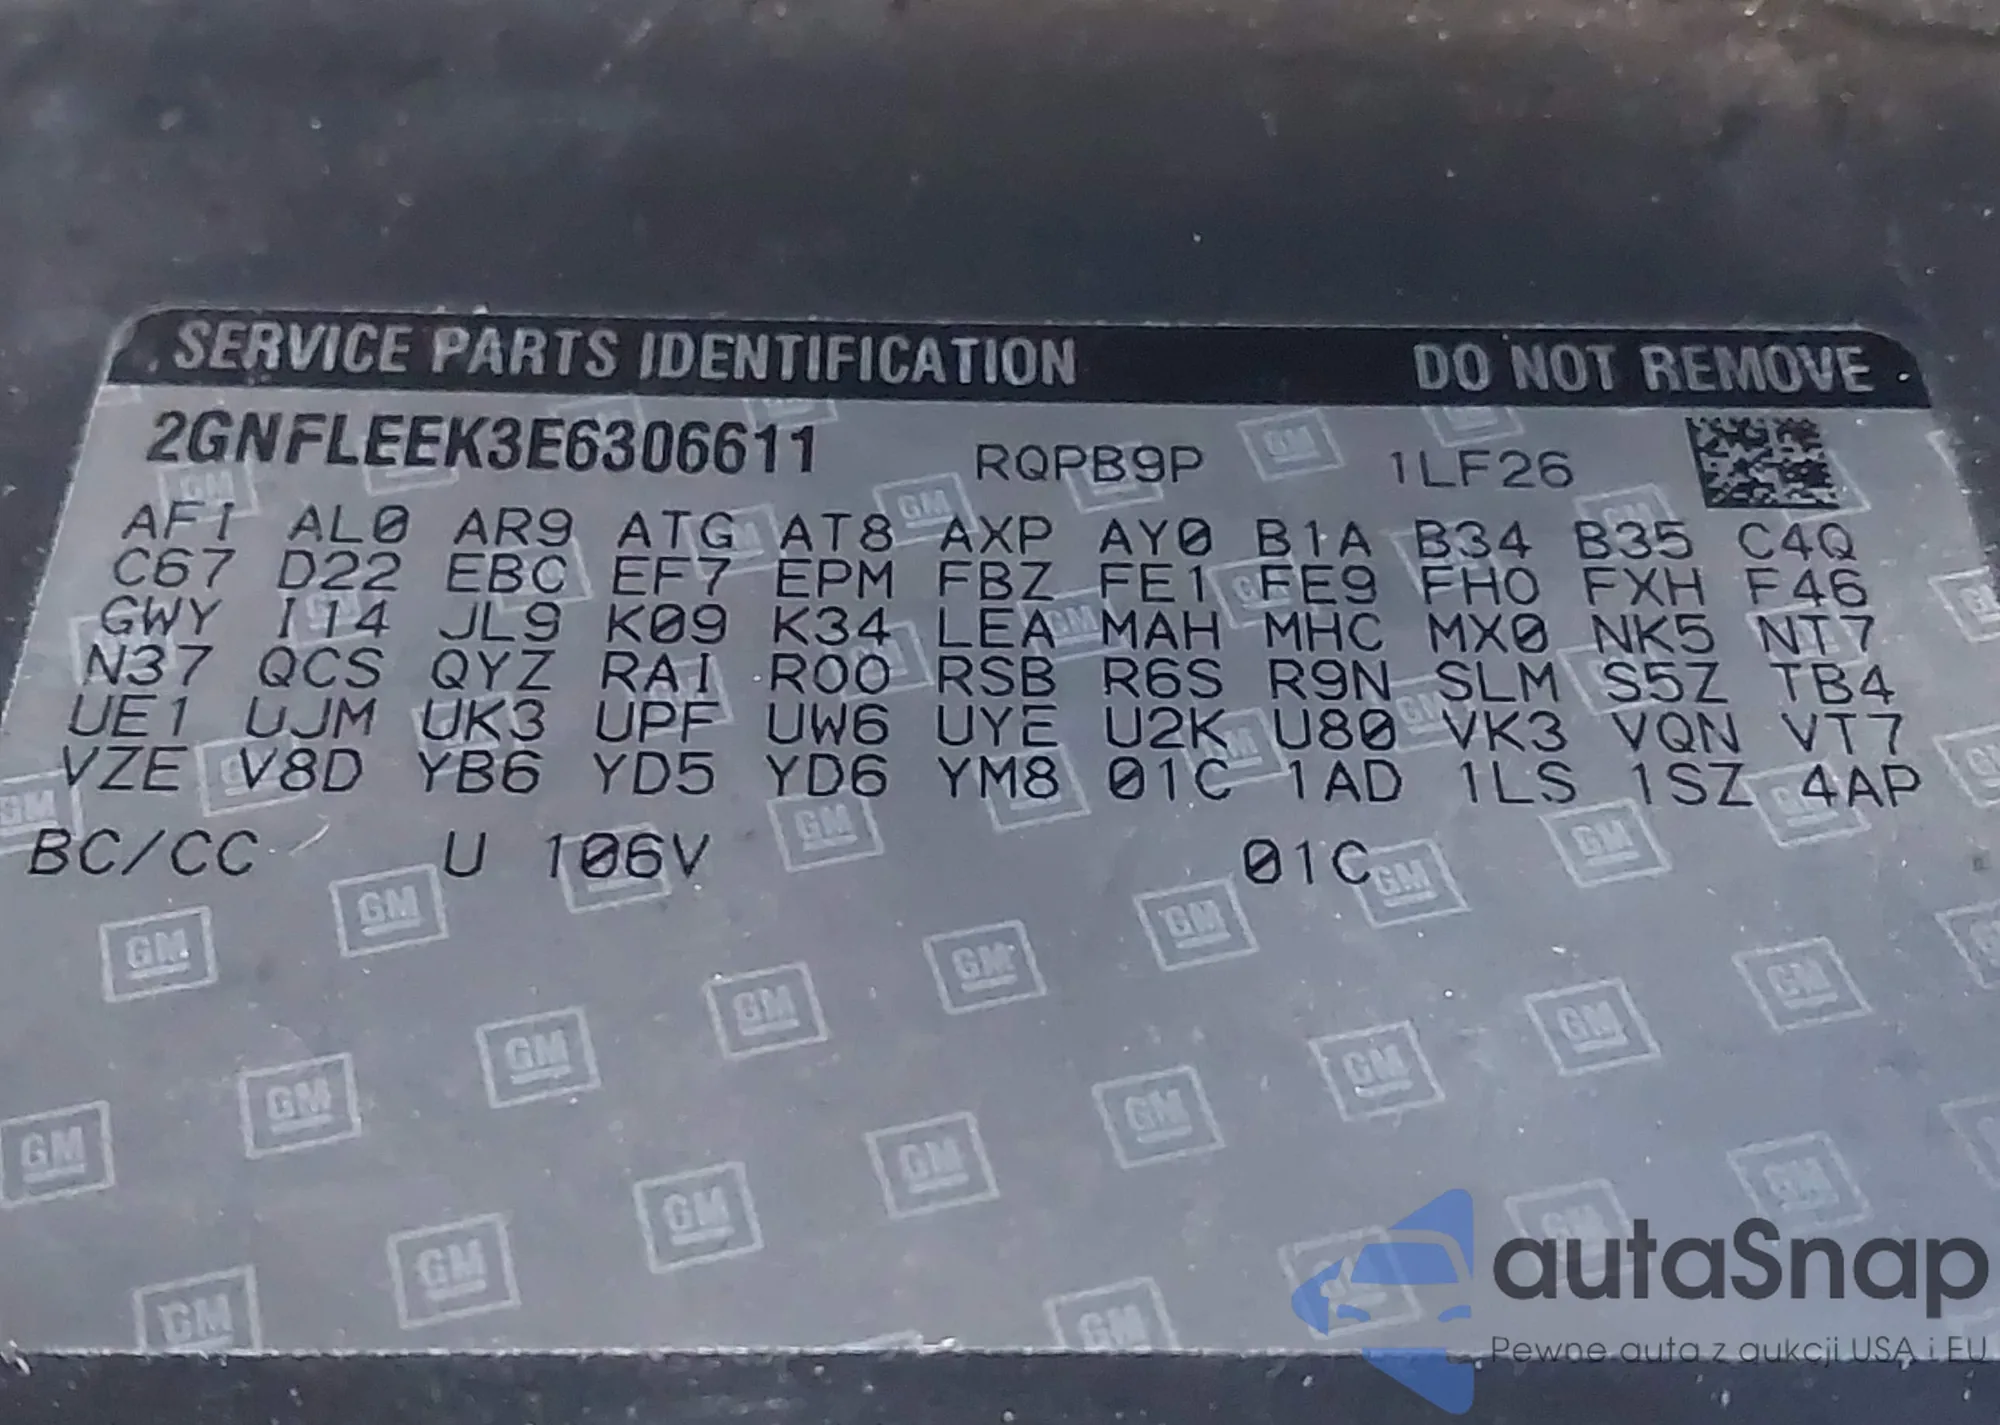 SERVICE PARTS IDENTIFICATION DO NOT REMOVE
2GNFLEEK3E6306611 RQPB9P 1LF26
AF1 AL0 AR9 ATG AT8 AXP AY0 B1A B34 B35 C4Q
C67 D22 EBC EF7 EPM FBZ FE1 FE9 FHO FXH F46
GWY I14 JL9 K09 K34 LEA MAH MHC MX0 NK5 NT7
N37 QCS QYZ RAI ROO RSB R6S R9N SLM S5Z TB4
UE1 UJM UK3 UPF UW6 UYE U2K U80 VK3 VQN VT7
VZE V8D YB6 YD5 YD6 YM8 01C 1AD 1LS 1SZ 4AP
BC/CC U 106V 01C
GM
autaSnap
Pewne auta z aukcji USA i EU